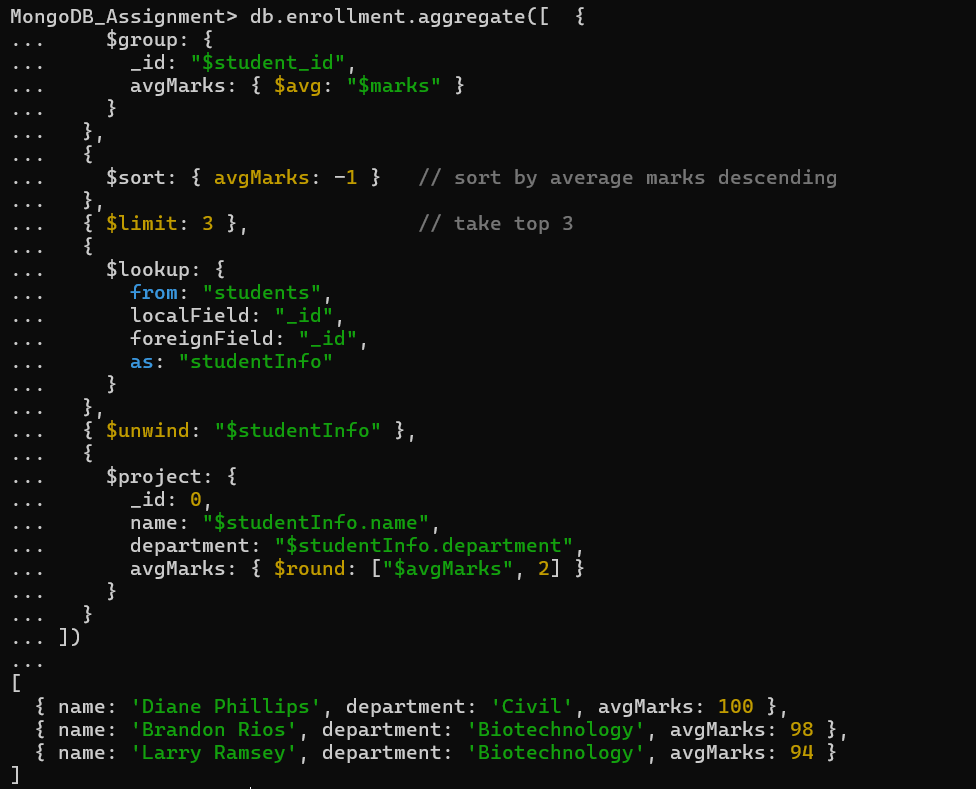 MongoDB_Assignment> db.enrollment.aggregate([  {
...     $group: {
...       _id: "$student_id",
...       avgMarks: { $avg: "$marks" }
...     }
...   },
...   {
...     $sort: { avgMarks: -1 }   // sort by average marks descending
...   },
...   { $limit: 3 },              // take top 3
...   {
...     $lookup: {
...       from: "students",
...       localField: "_id",
...       foreignField: "_id",
...       as: "studentInfo"
...     }
...   },
...   { $unwind: "$studentInfo" },
...   {
...     $project: {
...       _id: 0,
...       name: "$studentInfo.name",
...       department: "$studentInfo.department",
...       avgMarks: { $round: ["$avgMarks", 2] }
...     }
...   }
... ])
...
[
  { name: 'Diane Phillips', department: 'Civil', avgMarks: 100 },
  { name: 'Brandon Rios', department: 'Biotechnology', avgMarks: 98 },
  { name: 'Larry Ramsey', department: 'Biotechnology', avgMarks: 94 }
]